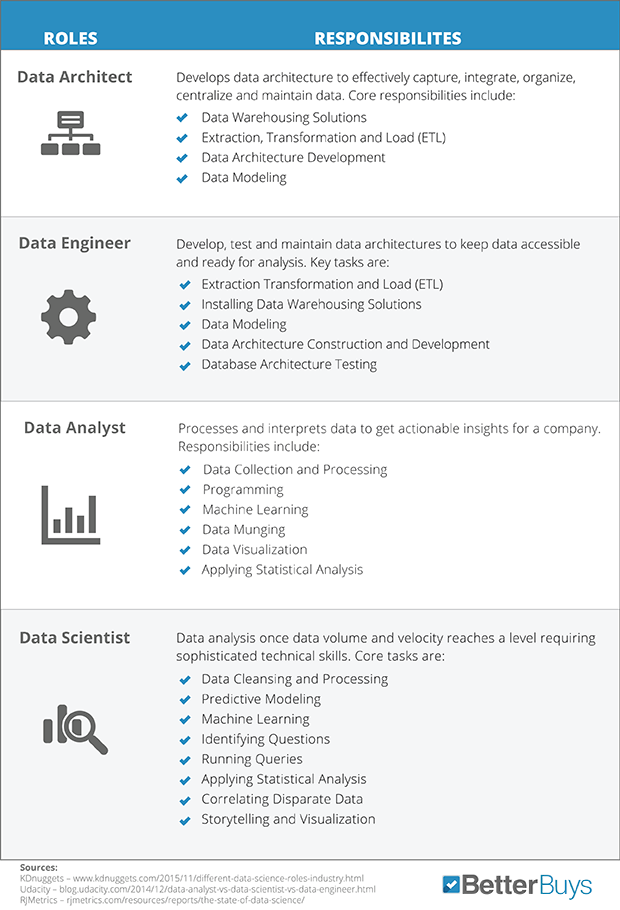 ROLES
RESPONSIBILITES
Data Architect
Develops data architecture to effectively capture, integrate, organize,
centralize and maintain data. Core responsibilities include:
Data Warehousing Solutions
Extraction, Transformation and Load (ETL)
Data Architecture Development
Data Modeling
Data Engineer
Develop, test and maintain data architectures to keep data accessible
and ready for analysis. Key tasks are:
Extraction Transformation and Load (ETL)
Installing Data Warehousing Solutions
Data Modeling
Data Architecture Construction and Development
Database Architecture Testing
Data Analyst
Processes and interprets data to get actionable insights for a company.
Responsibilities include:
Data Collection and Processing
Programming
Machine Learning
Data Munging
Data Visualization
Applying Statistical Analysis
Data Scientist
Data analysis once data volume and velocity reaches a level requiring
sophisticated technical skills. Core tasks are:
Data Cleansing and Processing
Predictive Modeling
Machine Learning
Identifying Questions
Running Queries
Applying Statistical Analysis
Correlating Disparate Data
Storytelling and Visualization
Sources:
KDnuggets – www.kdnuggets.com/2015/11/different-data-science-roles-industry.html
Udacity – blog.udacity.com/2014/12/data-analyst-vs-data-scientist-vs-data-engineer.html
RJMetrics – rjmetrics.com/resources/reports/the-state-of-data-science/
BetterBuys